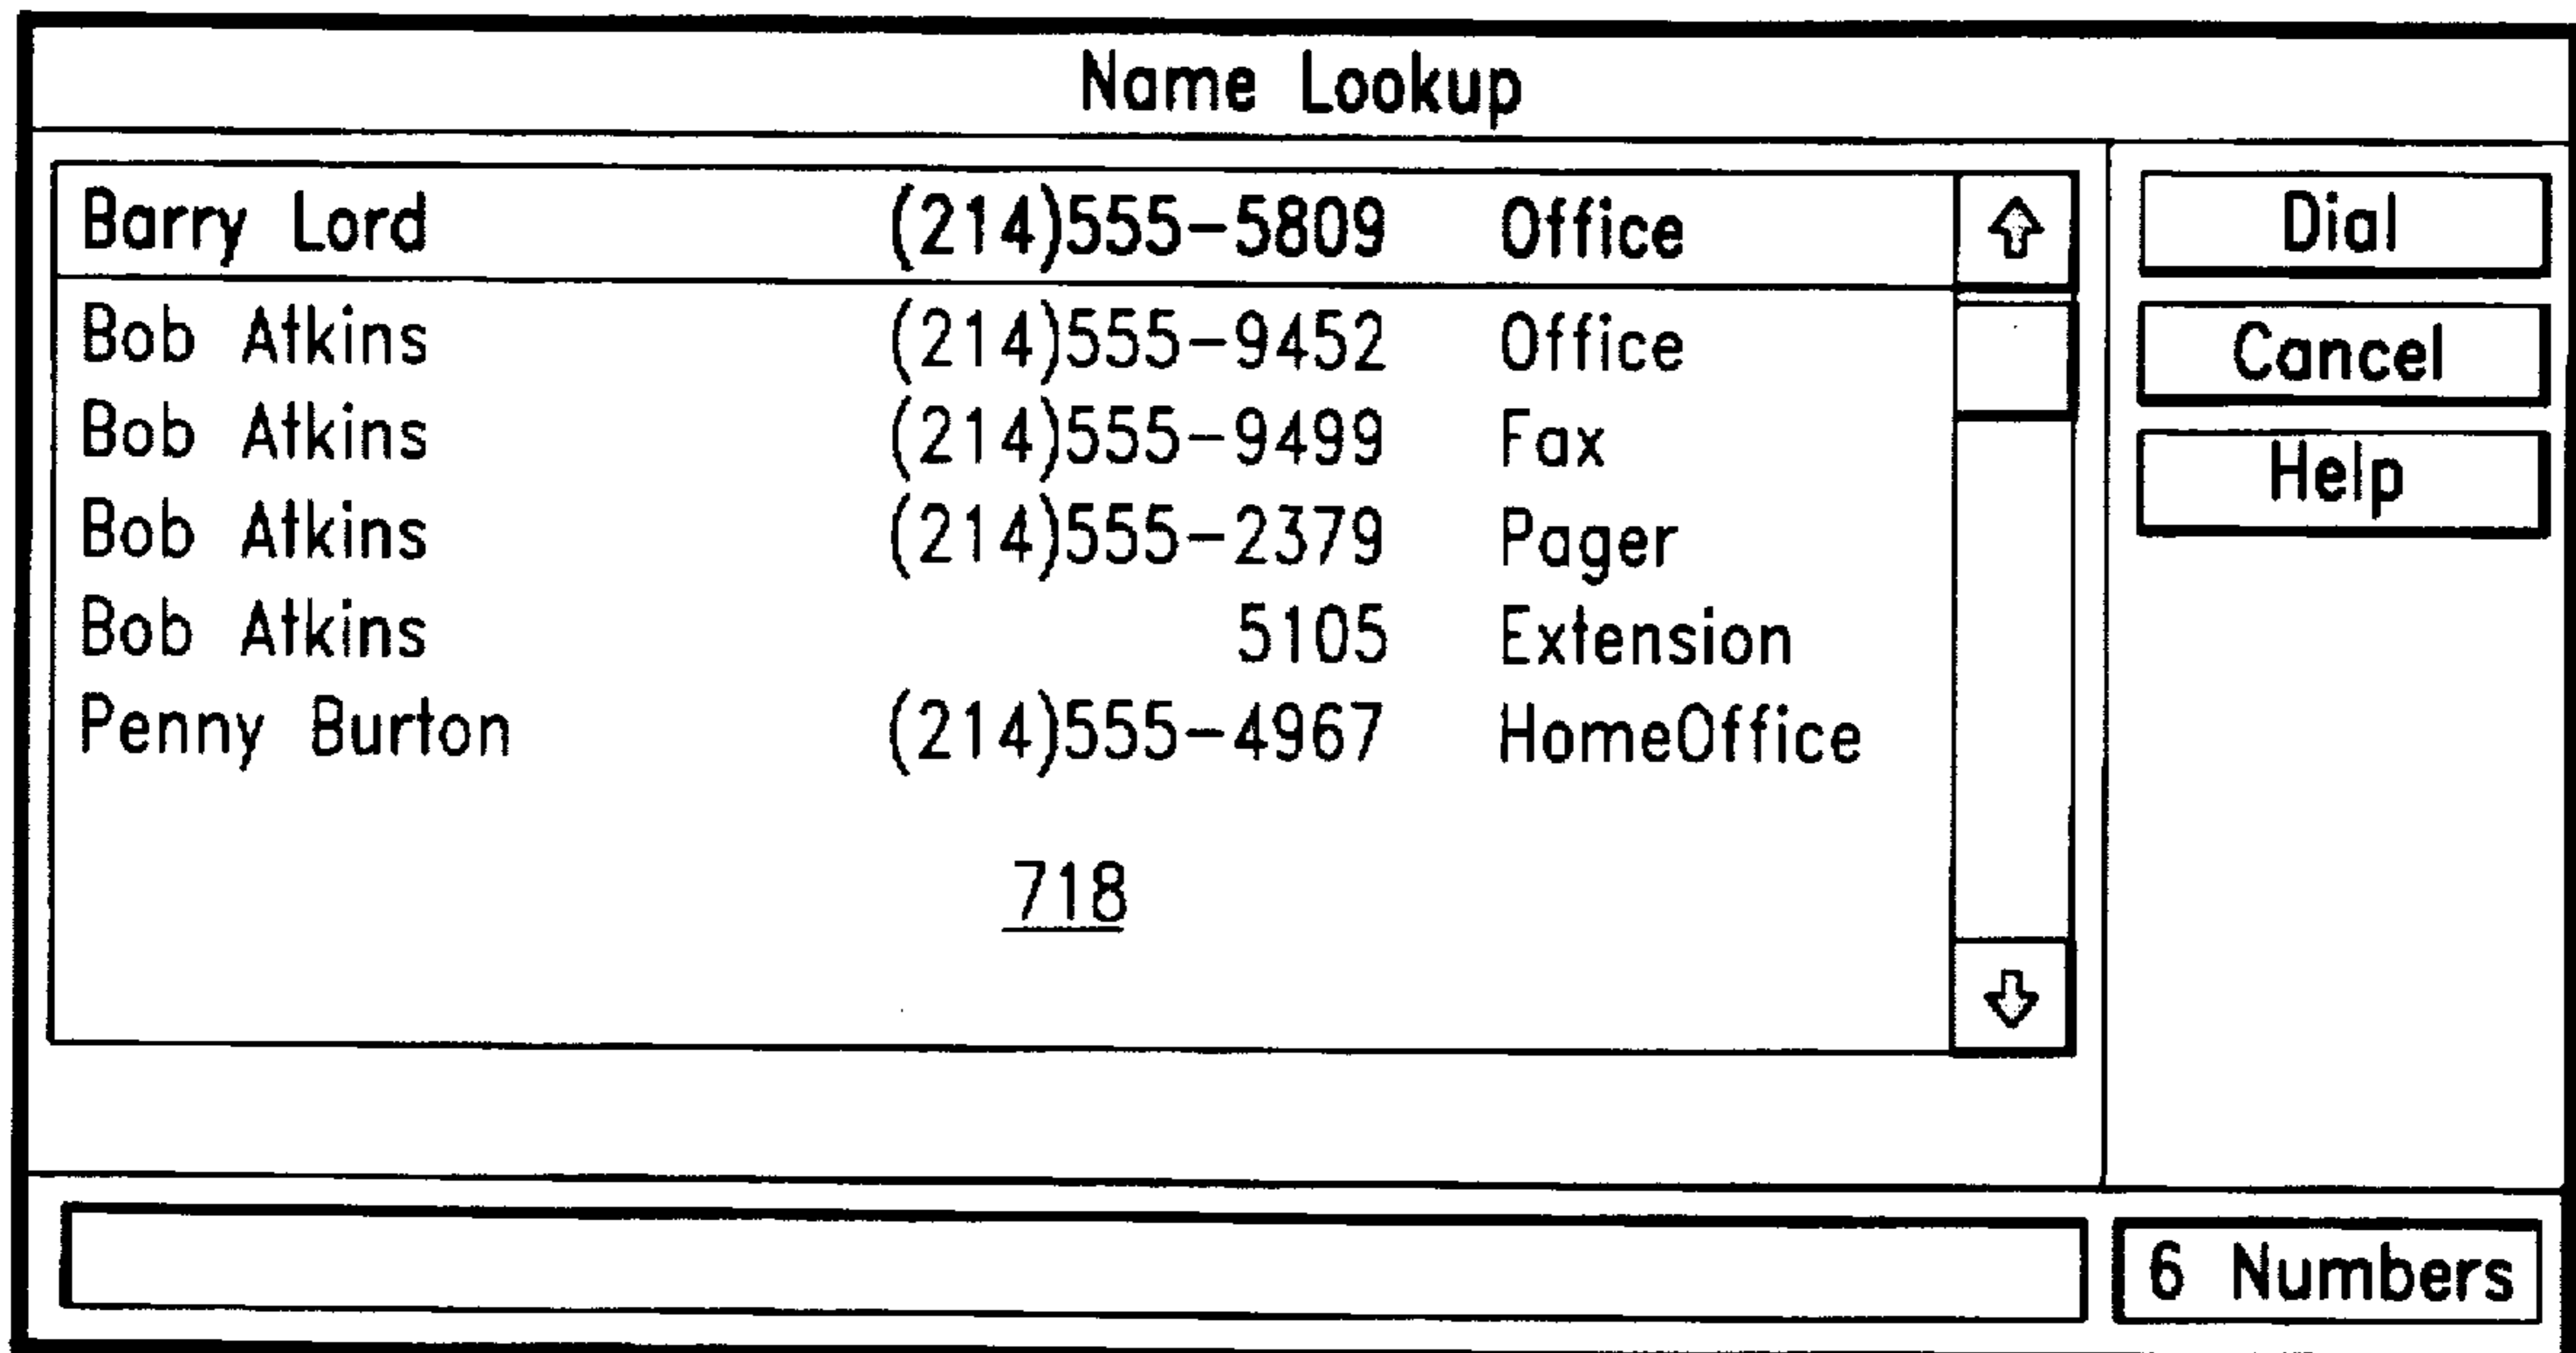 Name Lookup
Barry Lord (214)555-5809 Office
Bob Atkins (214)555-9452 Office
Bob Atkins (214)555-9499 Fax
Bob Atkins (214)555-2379 Pager
Bob Atkins 5105 Extension
Penny Burton (214)555-4967 HomeOffice
718
Dial
Cancel
Help
6 Numbers